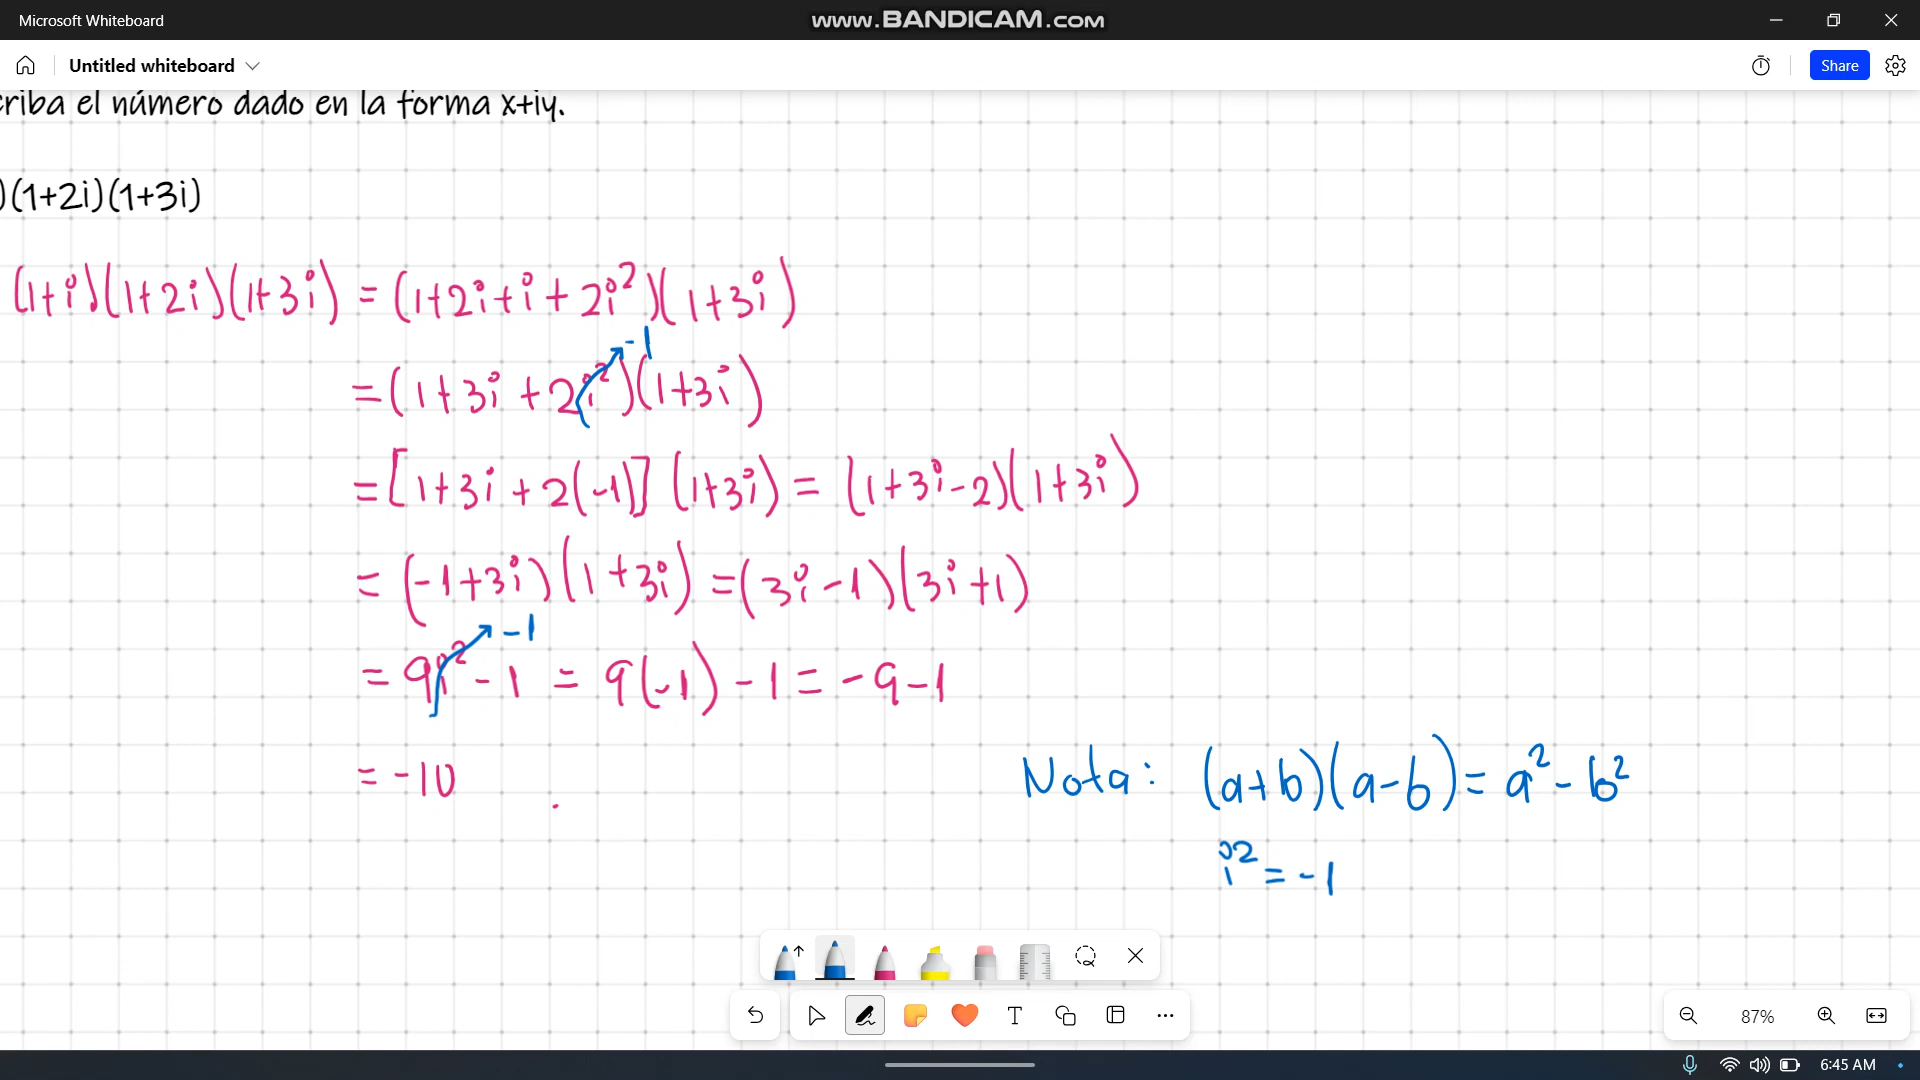 Microsoft Whiteboard
www.BANDICAM.com
Untitled whiteboard
Share
criba el número dado en la forma x+iy.
)(1+2i)(1+3i)
(1+i)(1+2i)(1+3i) = (1+2i+i+2i²)(1+3i)
-1
= (1+3i+2i²)(1+3i)
= [1+3i+2(-1)](1+3i) = (1+3i-2)(1+3i)
= (-1+3i)(1+3i) = (3i-1)(3i+1)
-1
= 9i²-1 = 9(-1)-1 = -9-1
= -10
Nota: (a+b)(a-b) = a²-b²
i² = -1
87%
6:45 AM